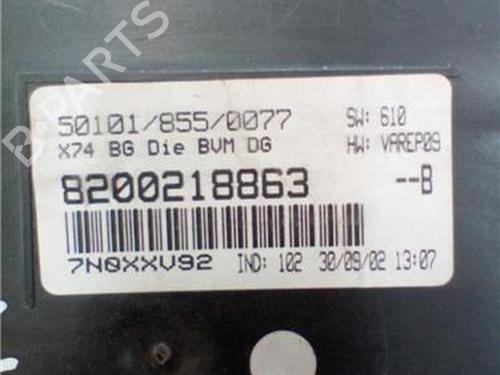 B-PARTS
50101/855/0077 SW: 610
X74 BG Die BVM DG HW: VAREP09
8200218863 --B
7N0XXV92 IND: 102 30/09/02 13:07